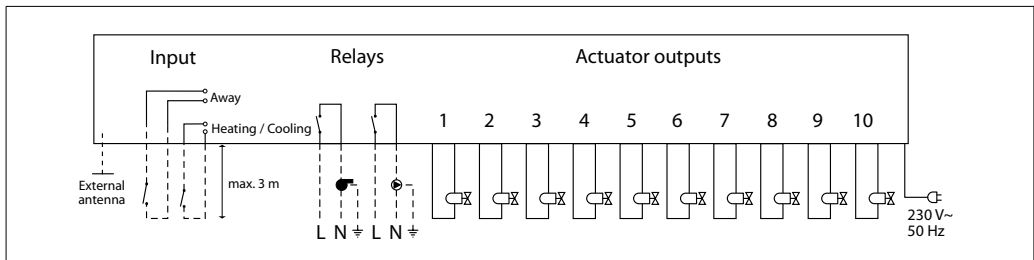 Input
Relays
Actuator outputs
Away
Heating / Cooling
1 2 3 4 5 6 7 8 9 10
External
antenna
max. 3 m
L N L N
230 V~
50 Hz